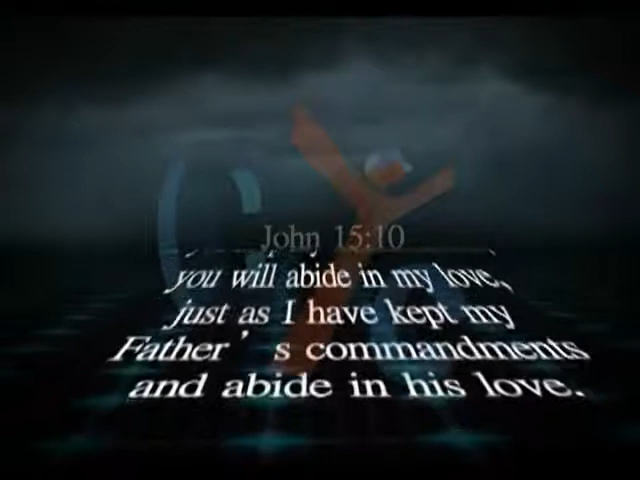 John 15:10
you will abide in my love,
just as I have kept my
Father's commandments
and abide in his love.